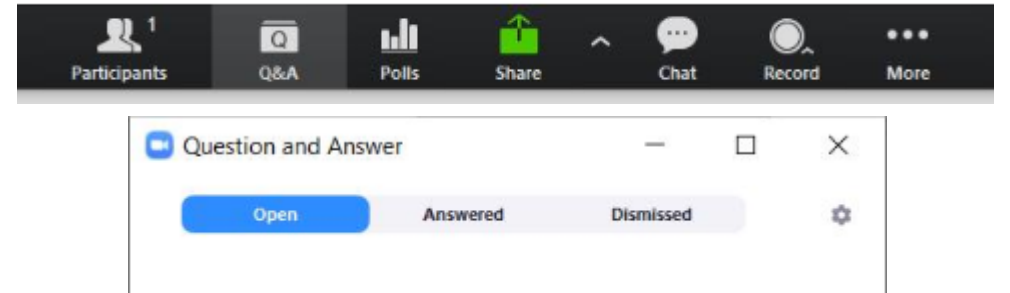 1
Q
Participants Q&A Polls Share Chat Record More
Question and Answer
Open Answered Dismissed